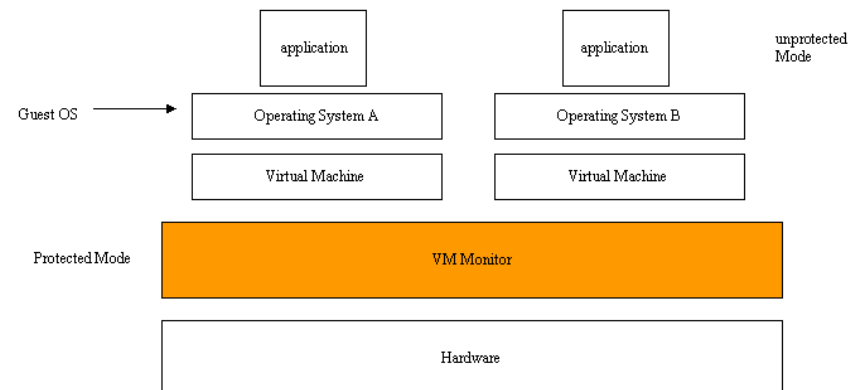 application
application
unprotected
Mode
Guest OS
Operating System A
Operating System B
Virtual Machine
Virtual Machine
Protected Mode
VM Monitor
Hardware